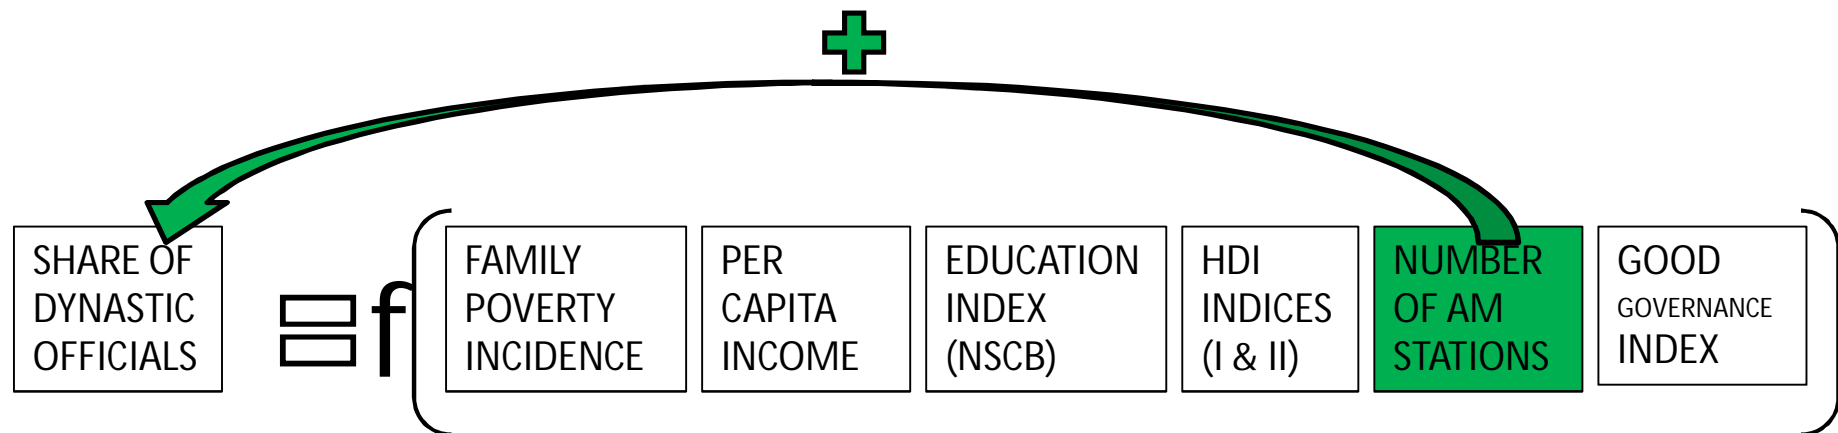 +
SHARE OF
DYNASTIC
OFFICIALS
= f (
FAMILY
POVERTY
INCIDENCE
PER
CAPITA
INCOME
EDUCATION
INDEX
(NSCB)
HDI
INDICES
(I & II)
NUMBER
OF AM
STATIONS
GOOD
GOVERNANCE
INDEX
)